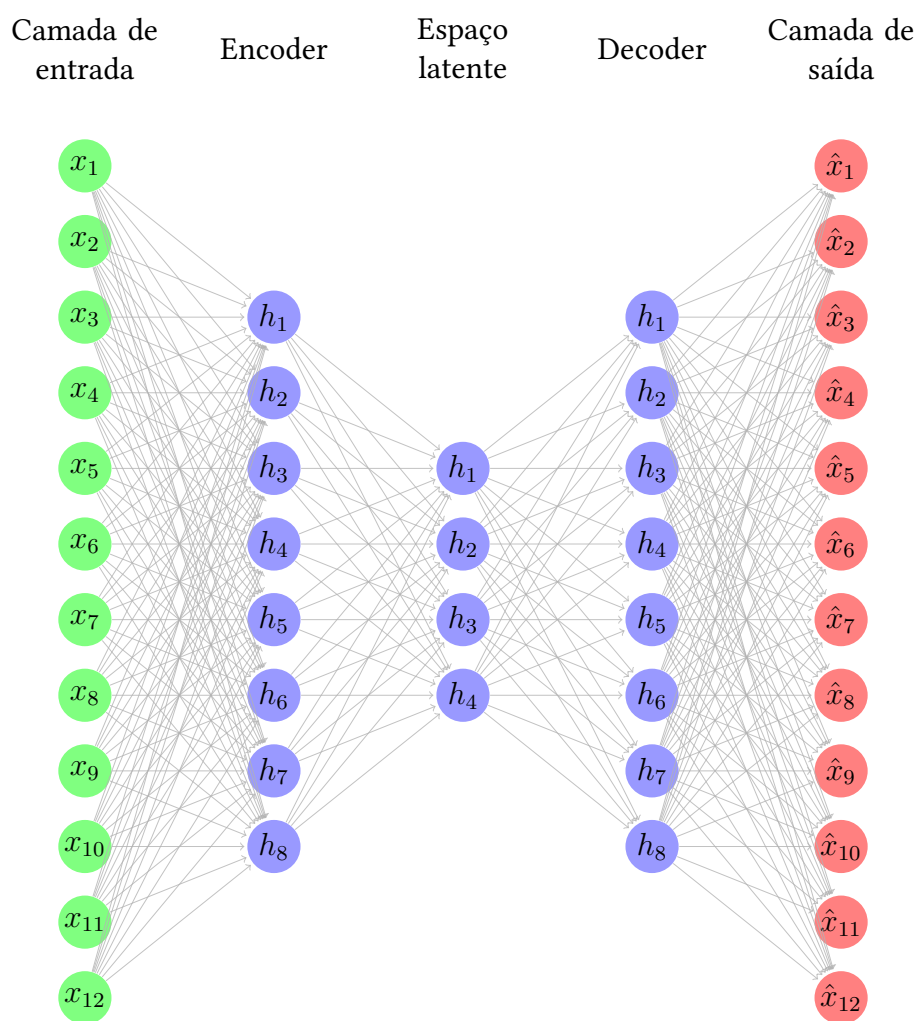 Camada de
entrada
Encoder
Espaço
latente
Decoder
Camada de
saída
x₁
x₂
x₃
x₄
x₅
x₆
x₇
x₈
x₉
x₁₀
x₁₁
x₁₂
h₁
h₂
h₃
h₄
h₅
h₆
h₇
h₈
h₁
h₂
h₃
h₄
h₁
h₂
h₃
h₄
h₅
h₆
h₇
h₈
x̂₁
x̂₂
x̂₃
x̂₄
x̂₅
x̂₆
x̂₇
x̂₈
x̂₉
x̂₁₀
x̂₁₁
x̂₁₂